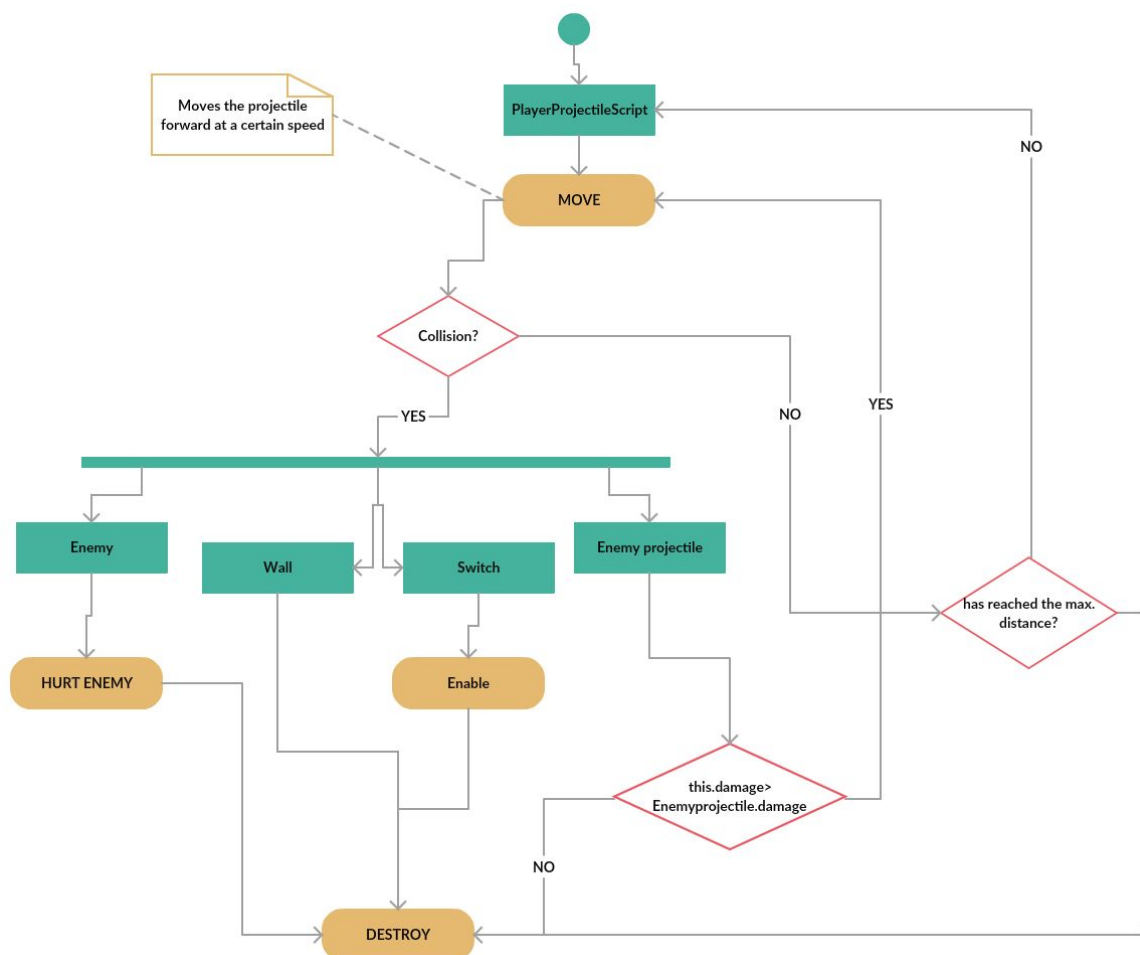 PlayerProjectileScript
Moves the projectile
forward at a certain speed
NO
MOVE
Collision?
YES
NO
YES
Enemy
Wall
Switch
Enemy projectile
has reached the max.
distance?
HURT ENEMY
Enable
this.damage>
Enemyprojectile.damage
NO
DESTROY